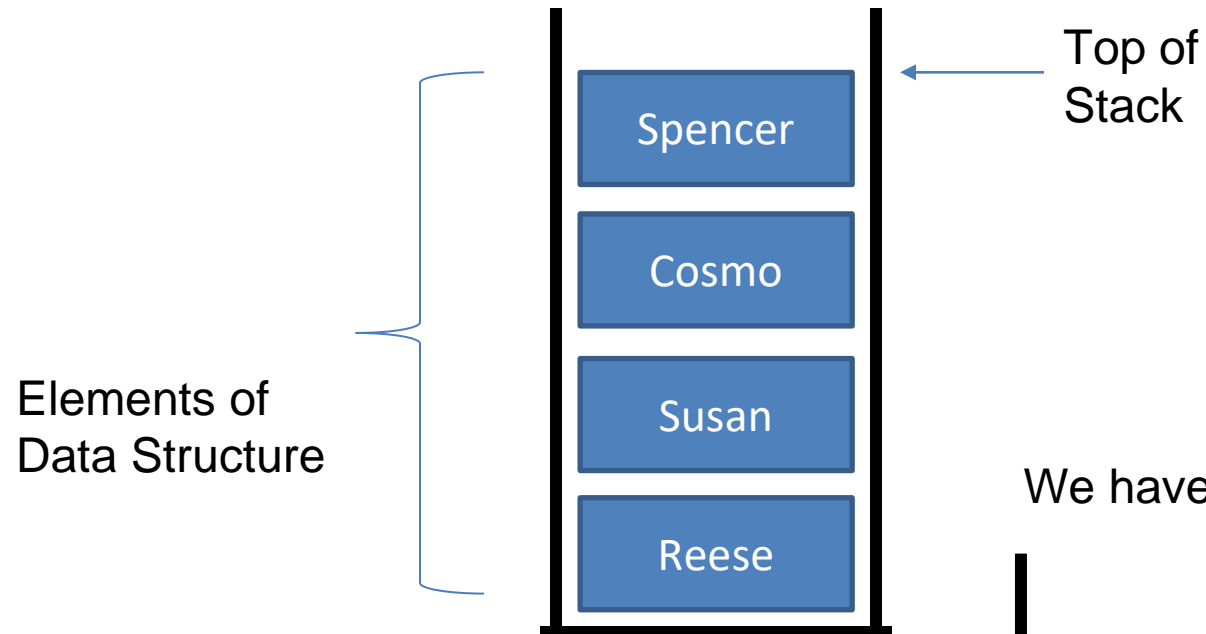 Top of
Stack
Spencer
Cosmo
Susan
Reese
Elements of
Data Structure
We have